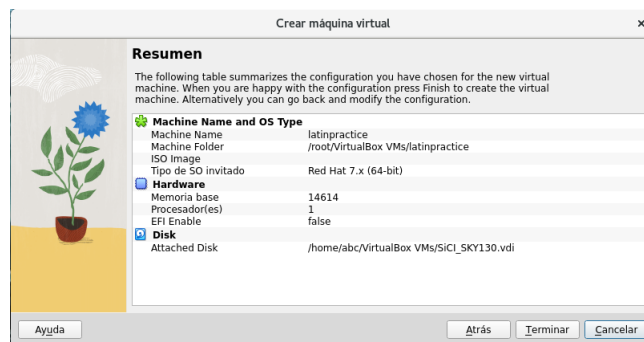 Crear máquina virtual
Resumen
The following table summarizes the configuration you have chosen for the new virtual
machine. When you are happy with the configuration press Finish to create the virtual
machine. Alternatively you can go back and modify the configuration.
Machine Name and OS Type
Machine Name latinpractice
Machine Folder /root/VirtualBox VMs/latinpractice
ISO Image
Tipo de SO invitado Red Hat 7.x (64-bit)
Hardware
Memoria base 14614
Procesador(es) 1
EFI Enable false
Disk
Attached Disk /home/abc/VirtualBox VMs/SiCI_SKY130.vdi
Ayuda Atrás Terminar Cancelar